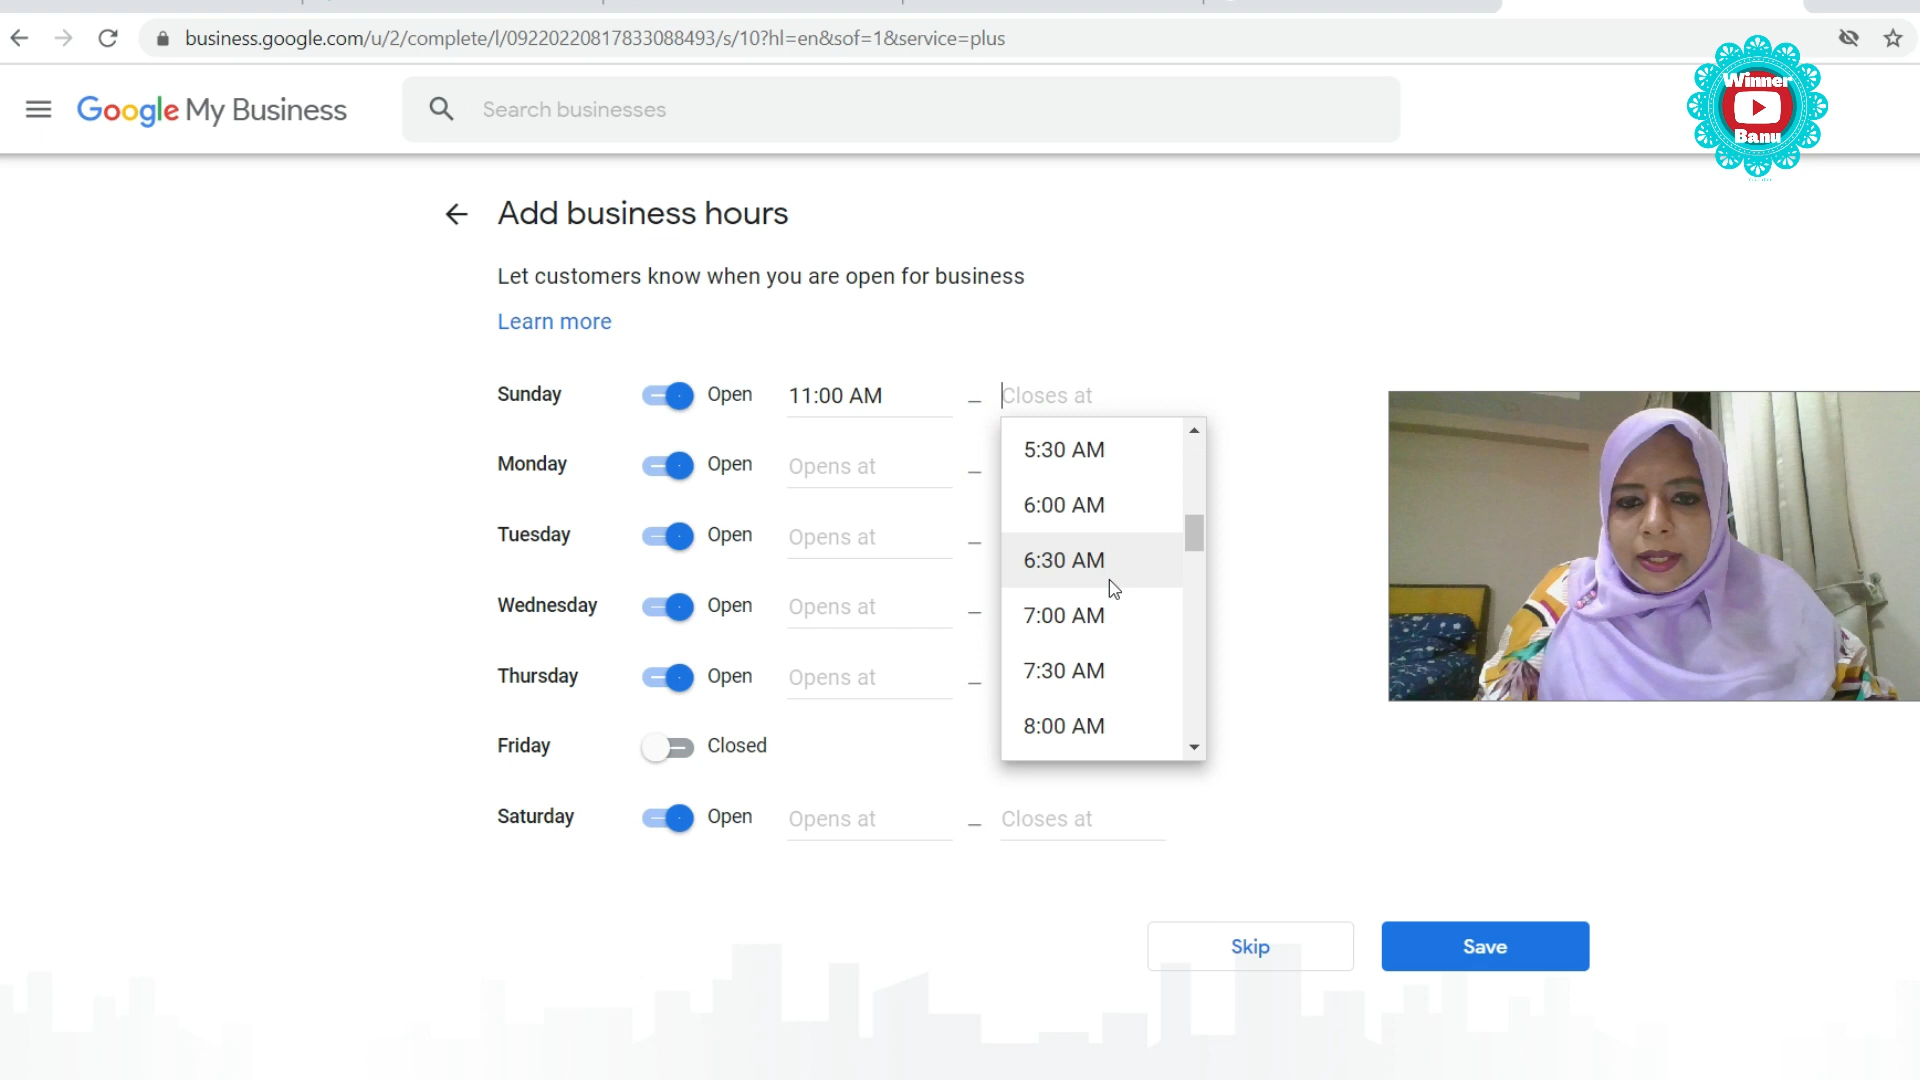 business.google.com/u/2/complete/l/09220220817833088493/s/10?hl=en&sof=1&service=plus
Google My Business
Search businesses
Winner
Banu
Add business hours
Let customers know when you are open for business
Learn more
Sunday Open 11:00 AM – Closes at
5:30 AM
Monday Open Opens at –
6:00 AM
Tuesday Open Opens at –
6:30 AM
Wednesday Open Opens at –
7:00 AM
Thursday Open Opens at –
7:30 AM
Friday Closed
8:00 AM
Saturday Open Opens at – Closes at
Skip
Save